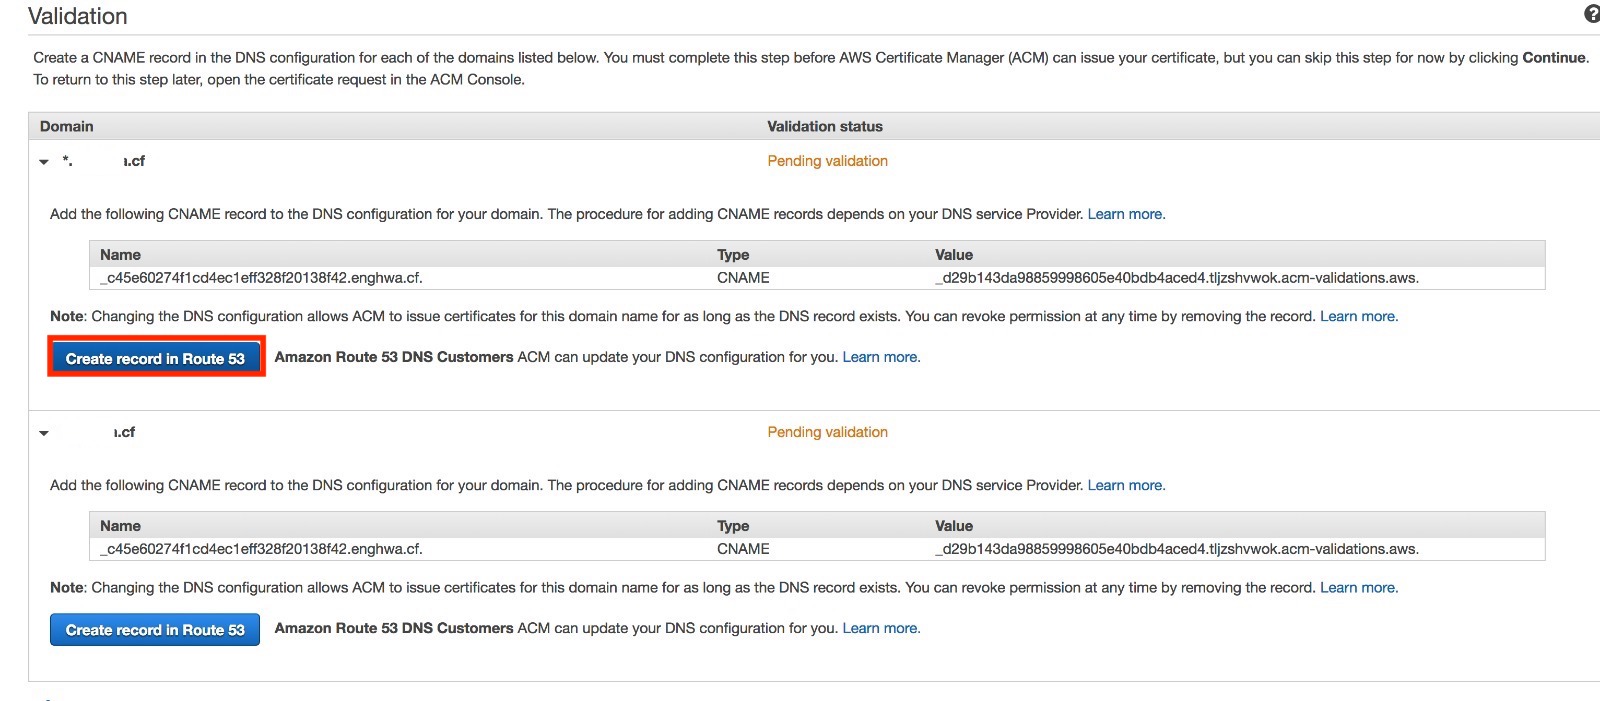 Validation
?
Create a CNAME record in the DNS configuration for each of the domains listed below. You must complete this step before AWS Certificate Manager (ACM) can issue your certificate, but you can skip this step for now by clicking Continue.
To return to this step later, open the certificate request in the ACM Console.
Domain Validation status
*. .cf Pending validation
Add the following CNAME record to the DNS configuration for your domain. The procedure for adding CNAME records depends on your DNS service Provider. Learn more.
Name Type Value
_c45e60274f1cd4ec1eff328f20138f42.enghwa.cf. CNAME _d29b143da98859998605e40bdb4aced4.tljzshvwok.acm-validations.aws.
Note: Changing the DNS configuration allows ACM to issue certificates for this domain name for as long as the DNS record exists. You can revoke permission at any time by removing the record. Learn more.
Create record in Route 53 Amazon Route 53 DNS Customers ACM can update your DNS configuration for you. Learn more.
.cf Pending validation
Add the following CNAME record to the DNS configuration for your domain. The procedure for adding CNAME records depends on your DNS service Provider. Learn more.
Name Type Value
_c45e60274f1cd4ec1eff328f20138f42.enghwa.cf. CNAME _d29b143da98859998605e40bdb4aced4.tljzshvwok.acm-validations.aws.
Note: Changing the DNS configuration allows ACM to issue certificates for this domain name for as long as the DNS record exists. You can revoke permission at any time by removing the record. Learn more.
Create record in Route 53 Amazon Route 53 DNS Customers ACM can update your DNS configuration for you. Learn more.